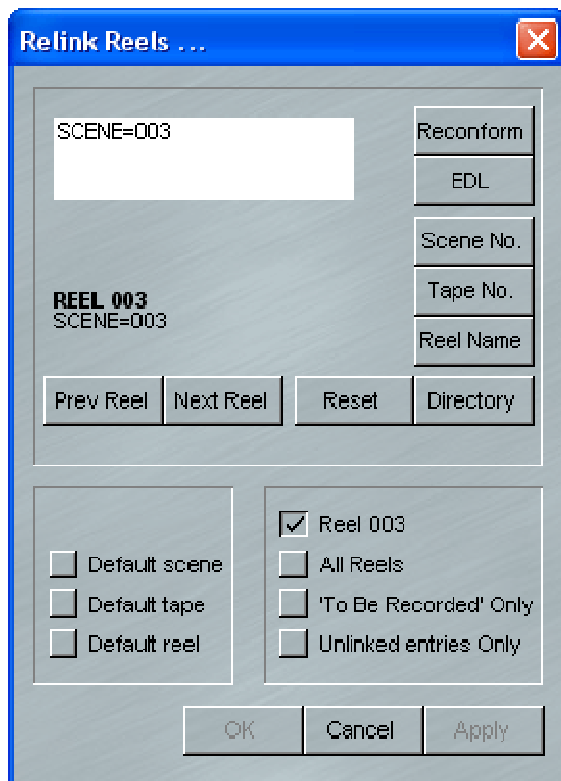 Relink Reels ...
SCENE=003
Reconform
EDL
Scene No.
Tape No.
REEL 003
SCENE=003
Reel Name
Prev Reel
Next Reel
Reset
Directory
Default scene
Default tape
Default reel
Reel 003
All Reels
'To Be Recorded' Only
Unlinked entries Only
OK
Cancel
Apply